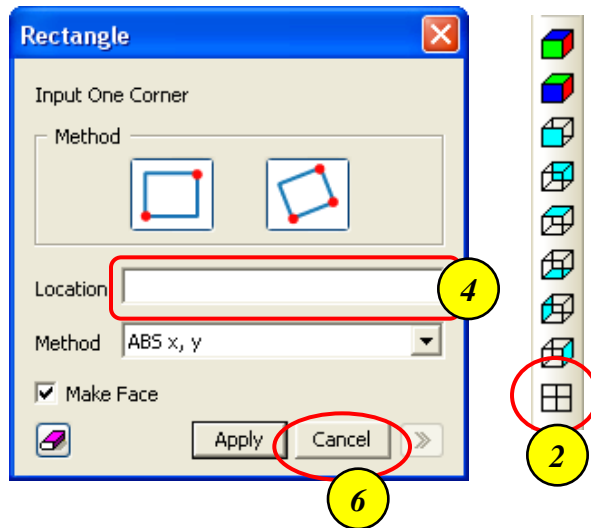 Rectangle
Input One Corner
Method
Location
4
Method ABS x, y
Make Face
Apply Cancel
2
6